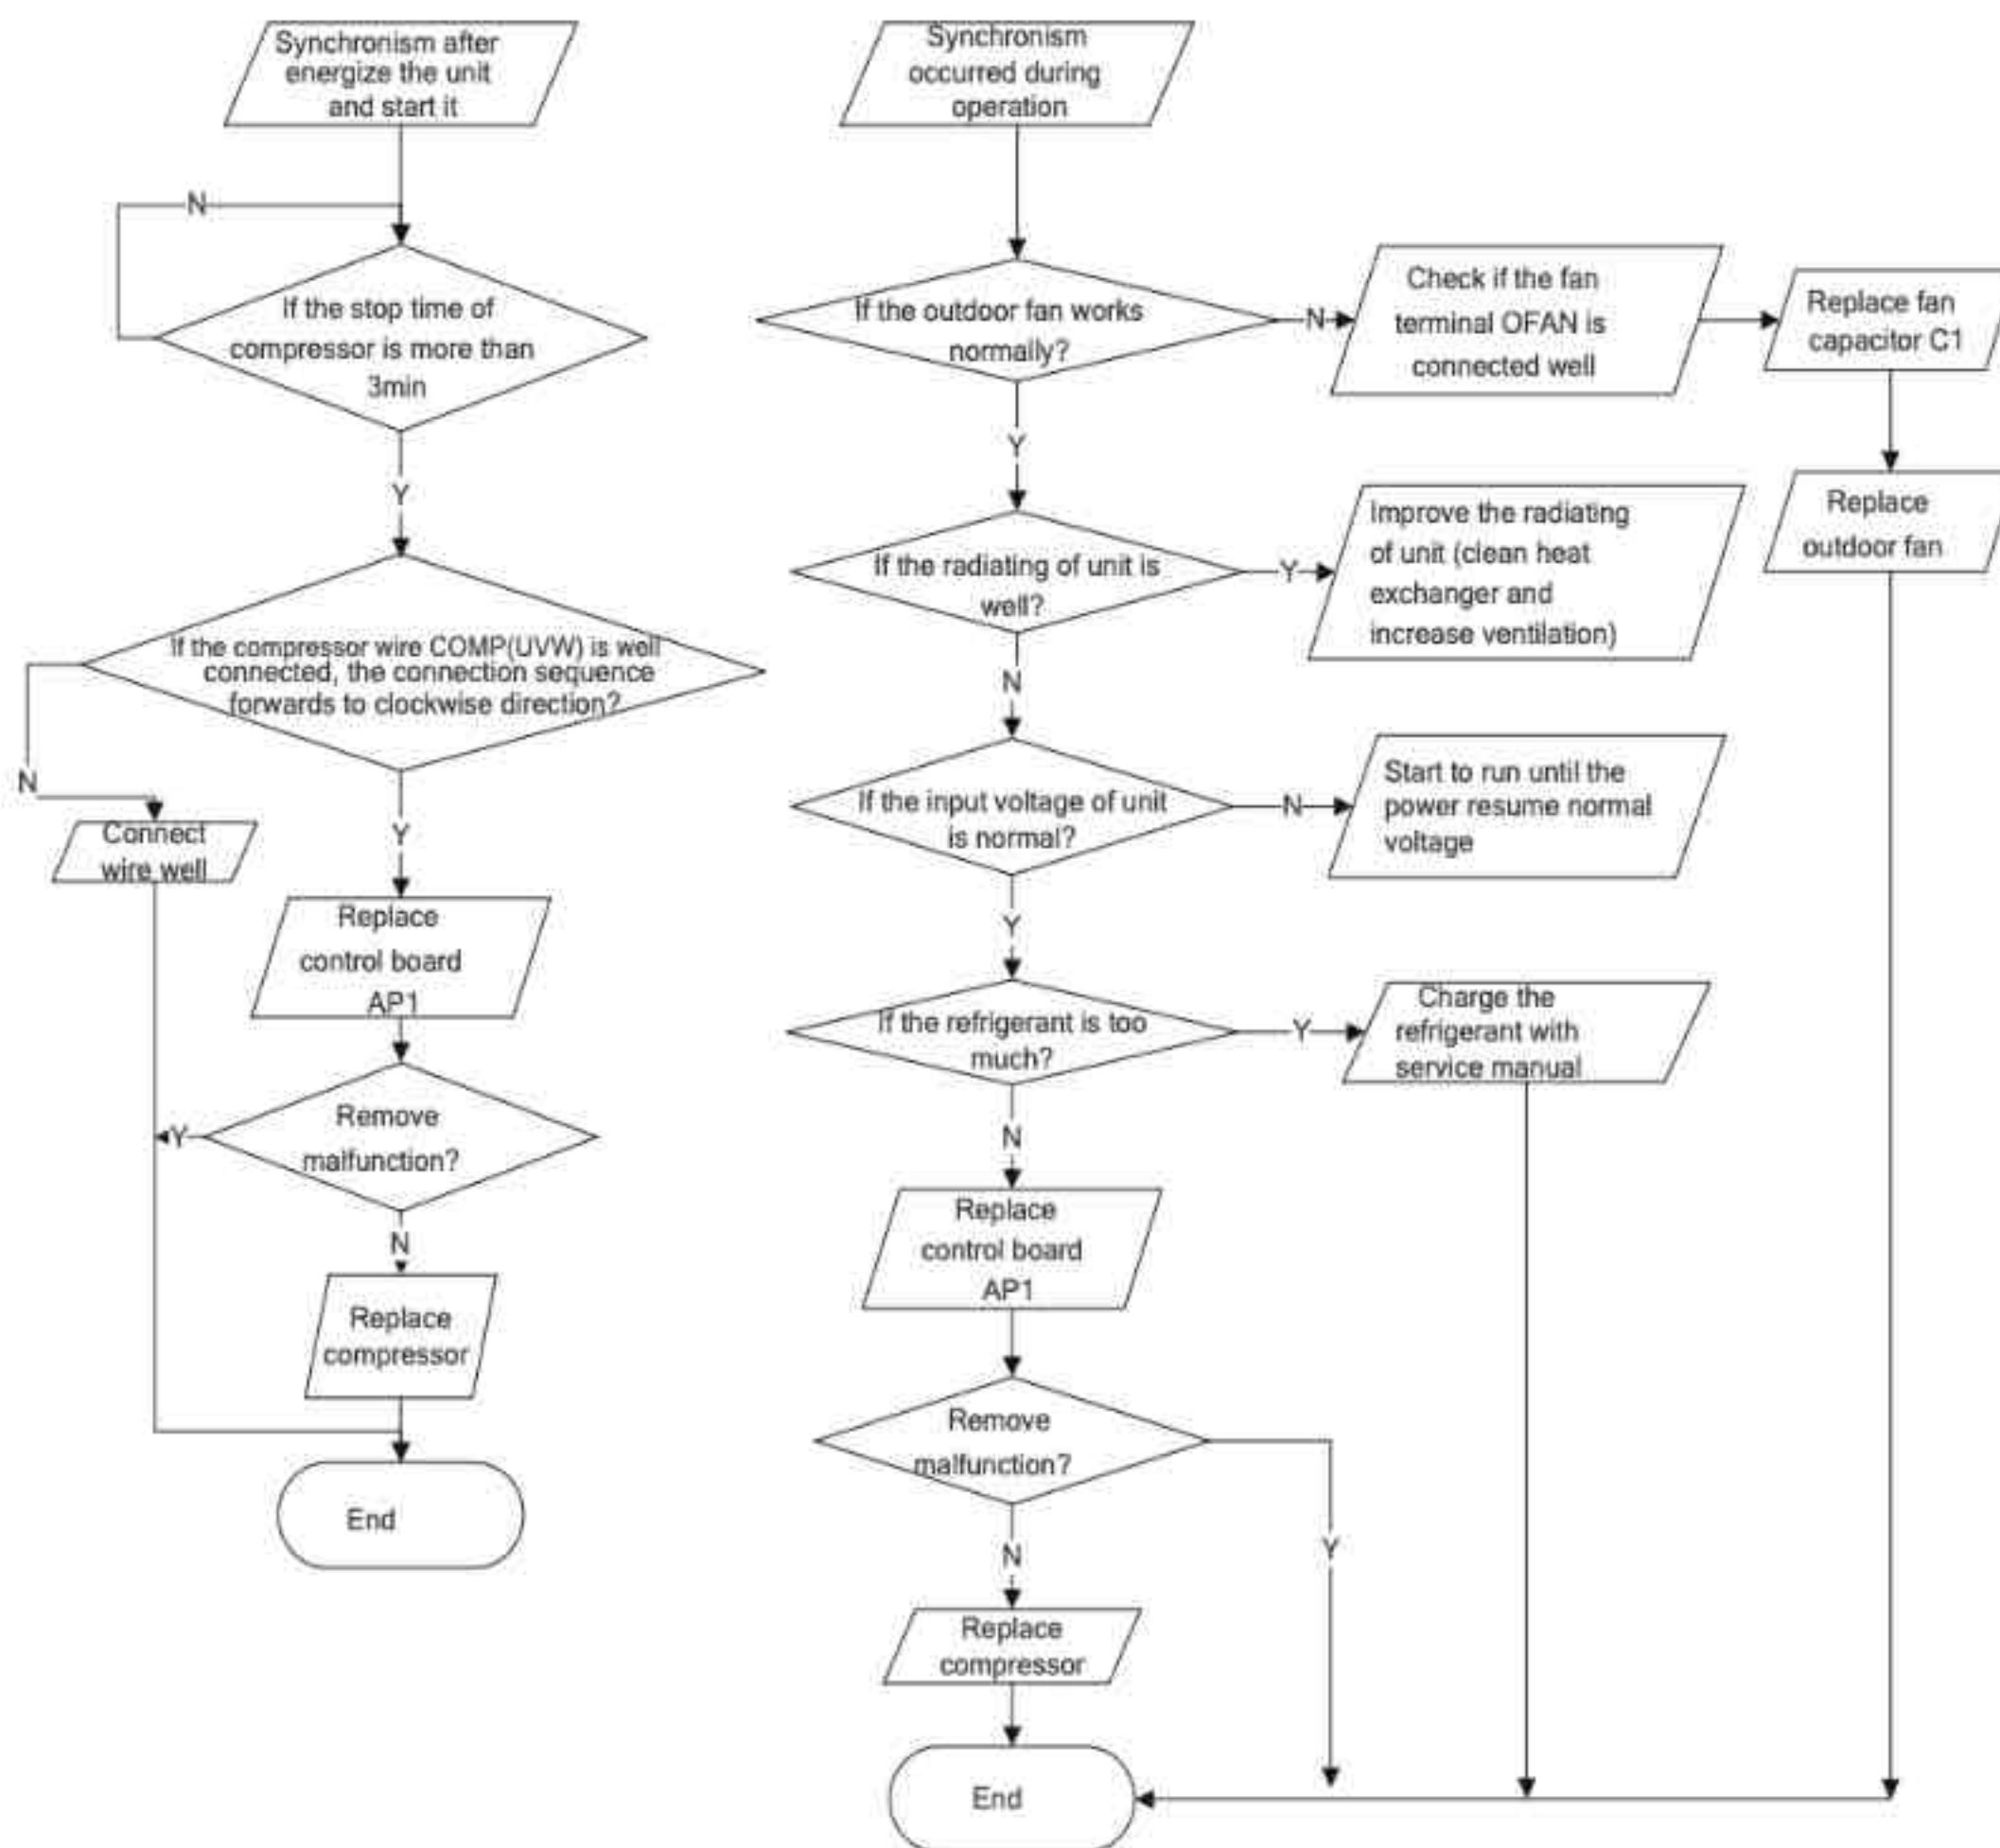 Synchronism after
energize the unit
and start it
N
If the stop time of
compressor is more than
3min
Y
If the compressor wire COMP(UVW) is well
connected, the connection sequence
forwards to clockwise direction?
N
Connect
wire well
Y
Replace
control board
AP1
Remove
malfunction?
Y
N
Replace
compressor
End
Synchronism
occurred during
operation
If the outdoor fan works
normally?
N
Check if the fan
terminal OFAN is
connected well
Replace fan
capacitor C1
Replace
outdoor fan
Y
If the radiating of unit is
well?
Y
Improve the radiating
of unit (clean heat
exchanger and
increase ventilation)
N
If the input voltage of unit
is normal?
N
Start to run until the
power resume normal
voltage
Y
If the refrigerant is too
much?
Y
Charge the
refrigerant with
service manual
N
Replace
control board
AP1
Remove
malfunction?
Y
N
Replace
compressor
End